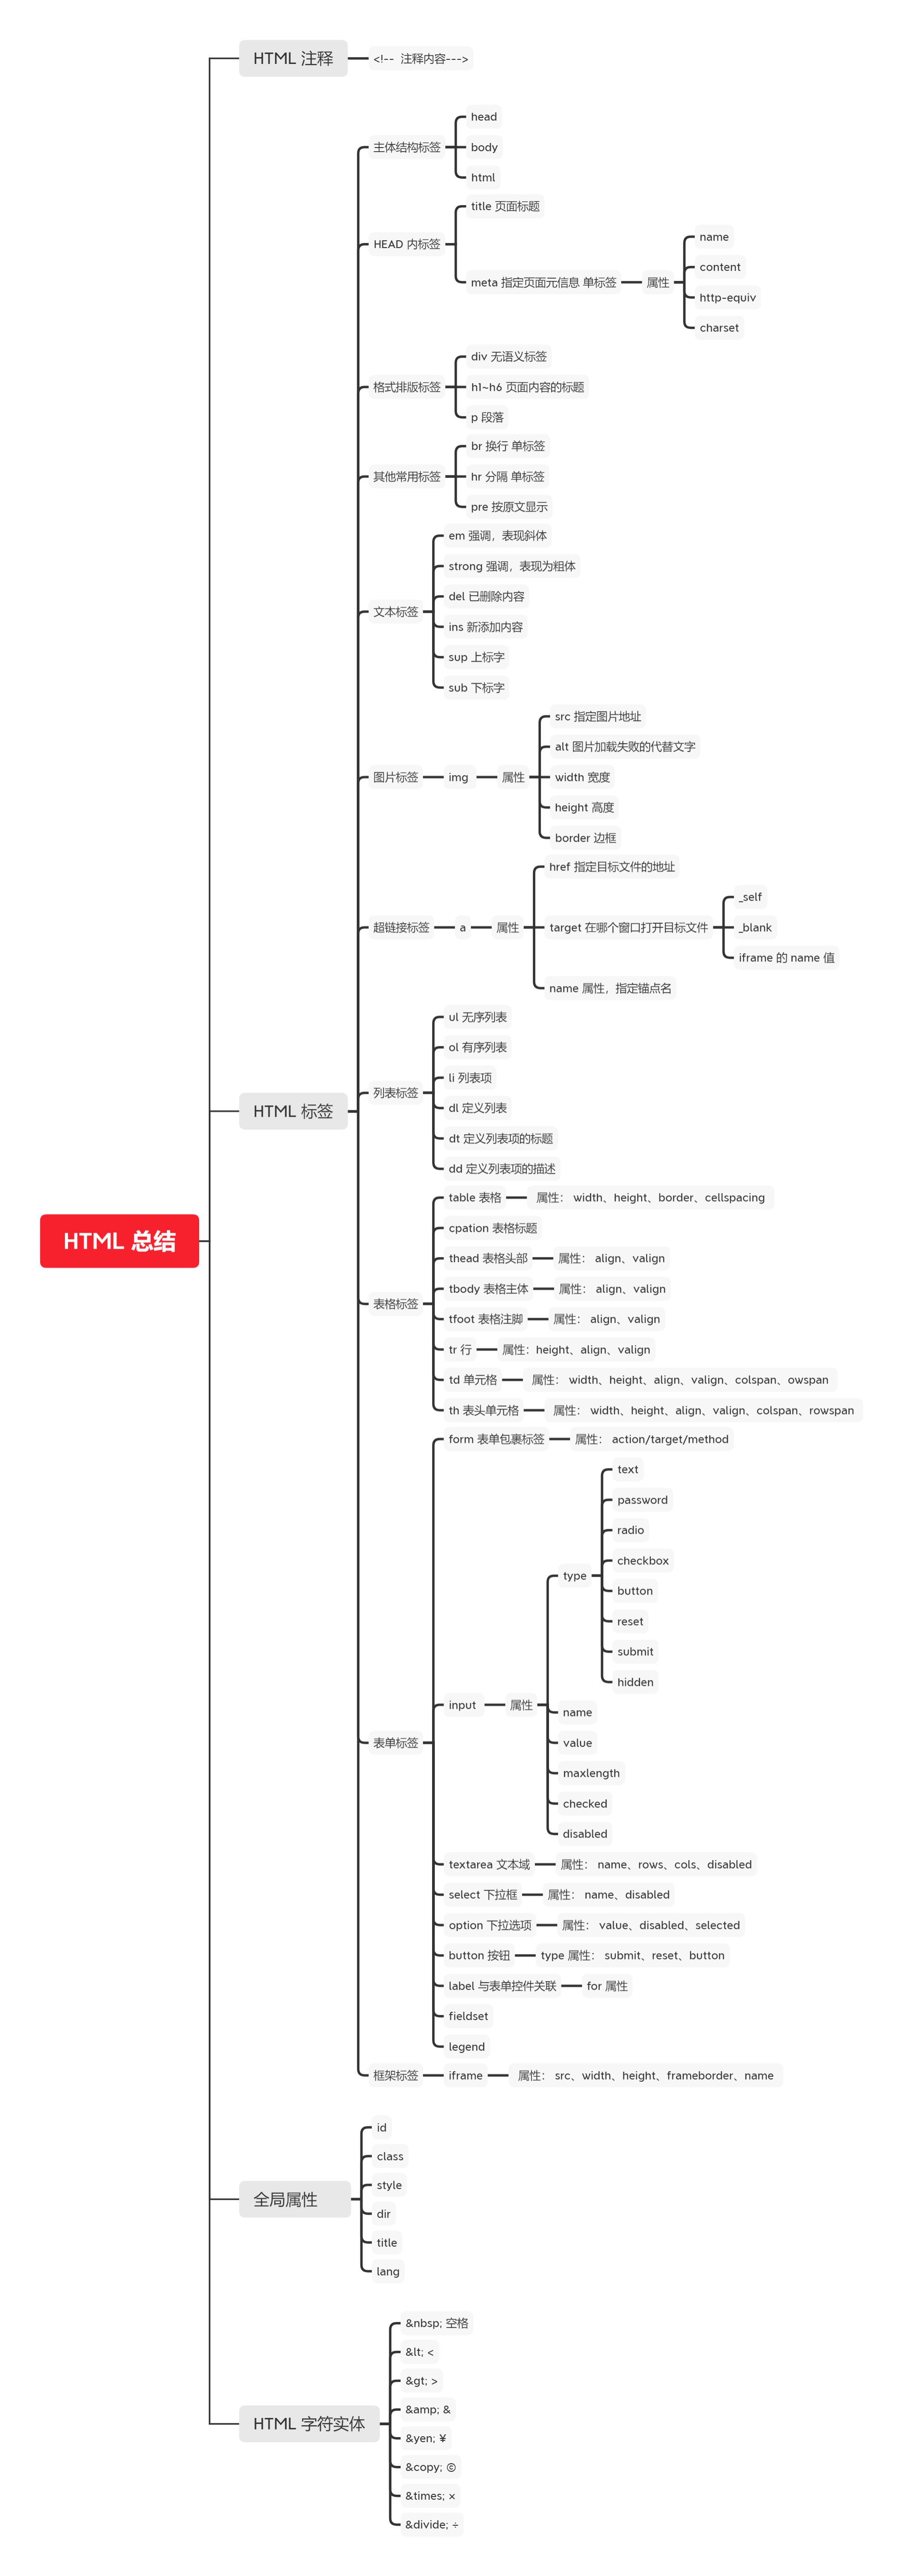 HTML 总结
HTML 注释
<!-- 注释内容--->
HTML 标签
主体结构标签
head
body
html
HEAD 内标签
title 页面标题
meta 指定页面元信息 单标签
属性
name
content
http-equiv
charset
格式排版标签
div 无语义标签
h1~h6 页面内容的标题
p 段落
其他常用标签
br 换行 单标签
hr 分隔 单标签
pre 按原文显示
文本标签
em 强调，表现斜体
strong 强调，表现为粗体
del 已删除内容
ins 新添加内容
sup 上标字
sub 下标字
图片标签
img
属性
src 指定图片地址
alt 图片加载失败的代替文字
width 宽度
height 高度
border 边框
超链接标签
a
属性
href 指定目标文件的地址
target 在哪个窗口打开目标文件
_self
_blank
iframe 的 name 值
name 属性，指定锚点名
列表标签
ul 无序列表
ol 有序列表
li 列表项
dl 定义列表
dt 定义列表项的标题
dd 定义列表项的描述
表格标签
table 表格
属性： width、height、border、cellspacing
cpation 表格标题
thead 表格头部
属性： align、valign
tbody 表格主体
属性： align、valign
tfoot 表格注脚
属性： align、valign
tr 行
属性：height、align、valign
td 单元格
属性： width、height、align、valign、colspan、owspan
th 表头单元格
属性： width、height、align、valign、colspan、rowspan
表单标签
form 表单包裹标签
属性： action/target/method
input
属性
type
text
password
radio
checkbox
button
reset
submit
hidden
name
value
maxlength
checked
disabled
textarea 文本域
属性： name、rows、cols、disabled
select 下拉框
属性： name、disabled
option 下拉选项
属性： value、disabled、selected
button 按钮
type 属性： submit、reset、button
label 与表单控件关联
for 属性
fieldset
legend
框架标签
iframe
属性： src、width、height、frameborder、name
全局属性
id
class
style
dir
title
lang
HTML 字符实体
&nbsp; 空格
&lt; <
&gt; >
&amp; &
&yen; ¥
&copy; ©
&times; ×
&divide; ÷